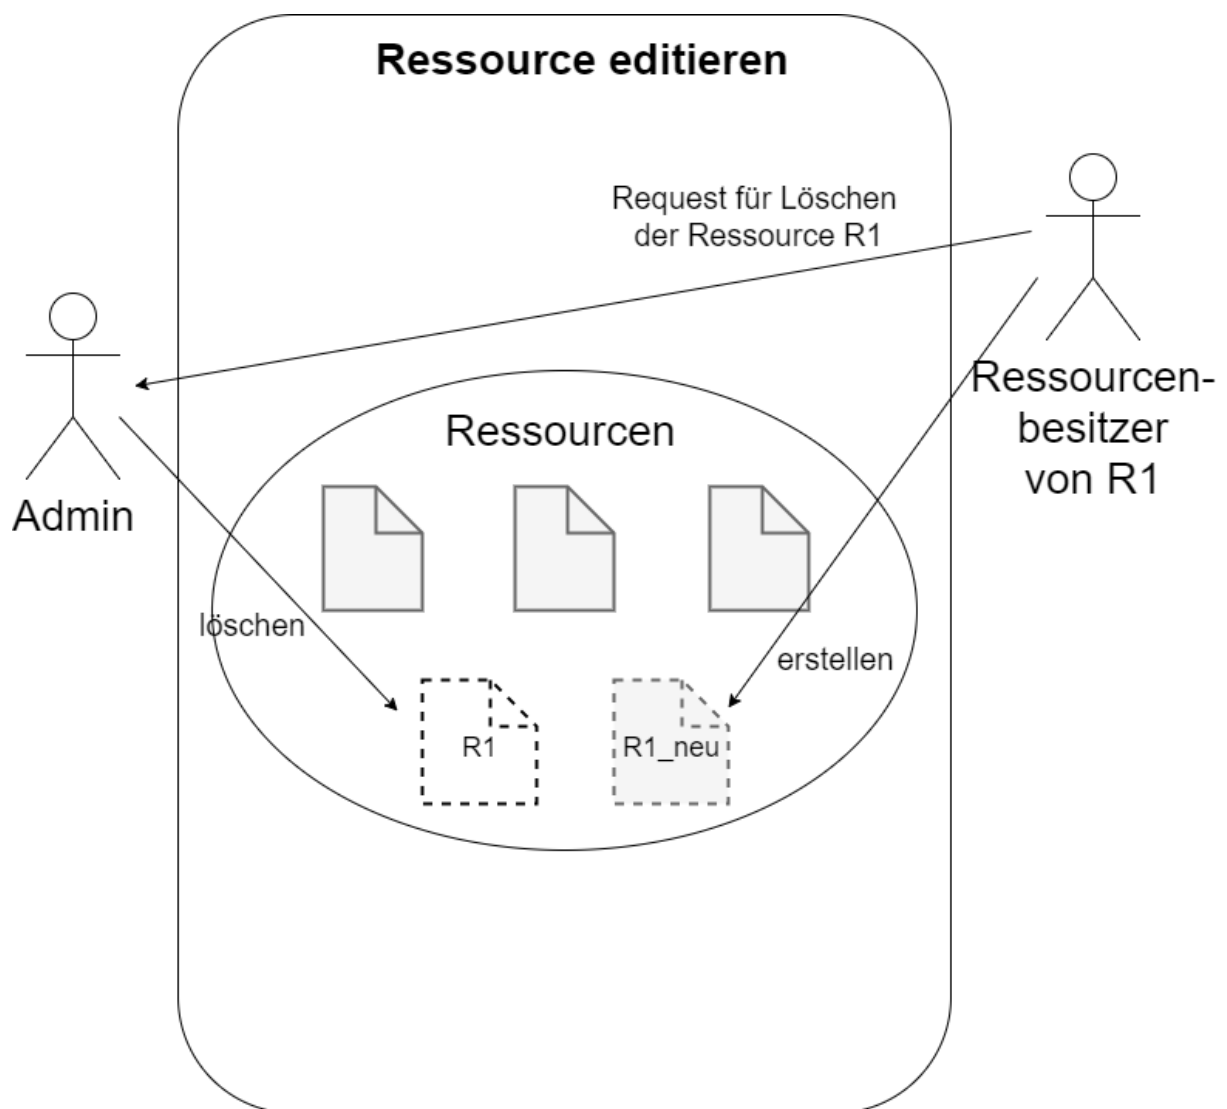 Ressource editieren
Request für Löschen
der Ressource R1
Ressourcen-
besitzer
von R1
Admin
Ressourcen
löschen
erstellen
R1
R1_neu